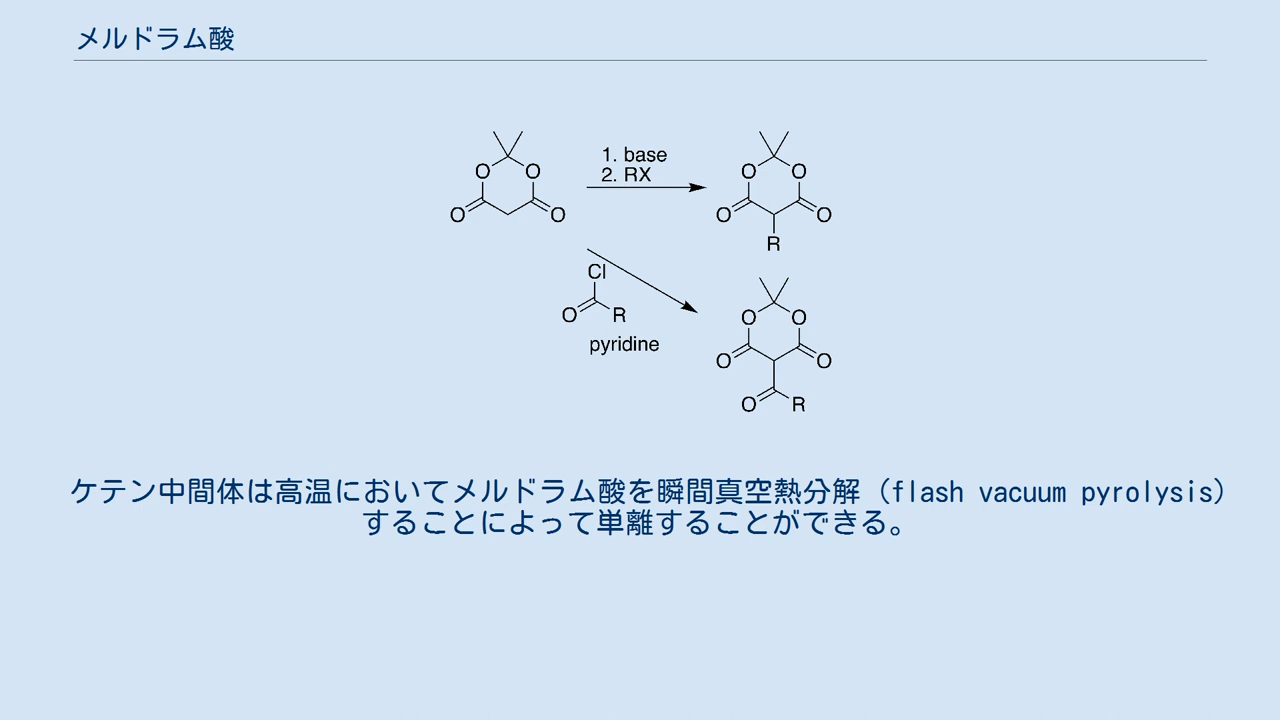 メルドラム酸
1. base
2. RX
O O
O O
O O
O O
R
Cl
O R
pyridine
O O
O O
O R
ケテン中間体は高温においてメルドラム酸を瞬間真空熱分解（flash vacuum pyrolysis）
することによって単離することができる。